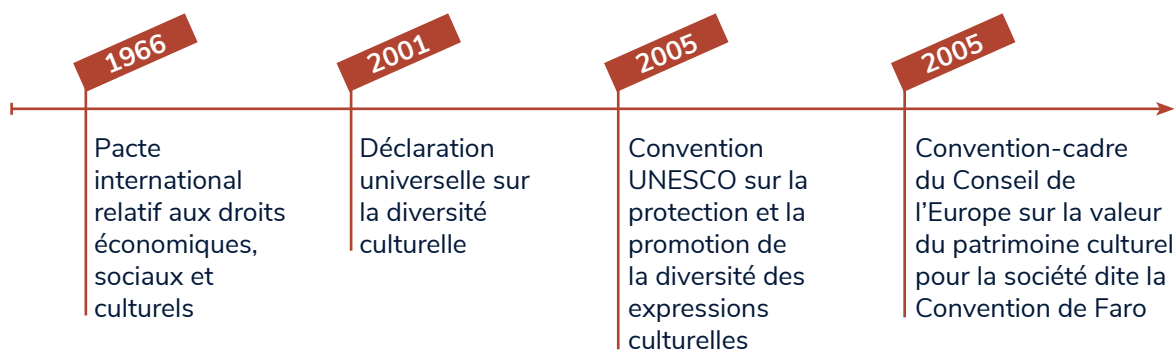 1966
Pacte
international
relatif aux droits
économiques,
sociaux et
culturels
2001
Déclaration
universelle sur
la diversité
culturelle
2005
Convention
UNESCO sur la
protection et la
promotion de
la diversité des
expressions
culturelles
2005
Convention-cadre
du Conseil de
l’Europe sur la valeur
du patrimoine culturel
pour la société dite la
Convention de Faro